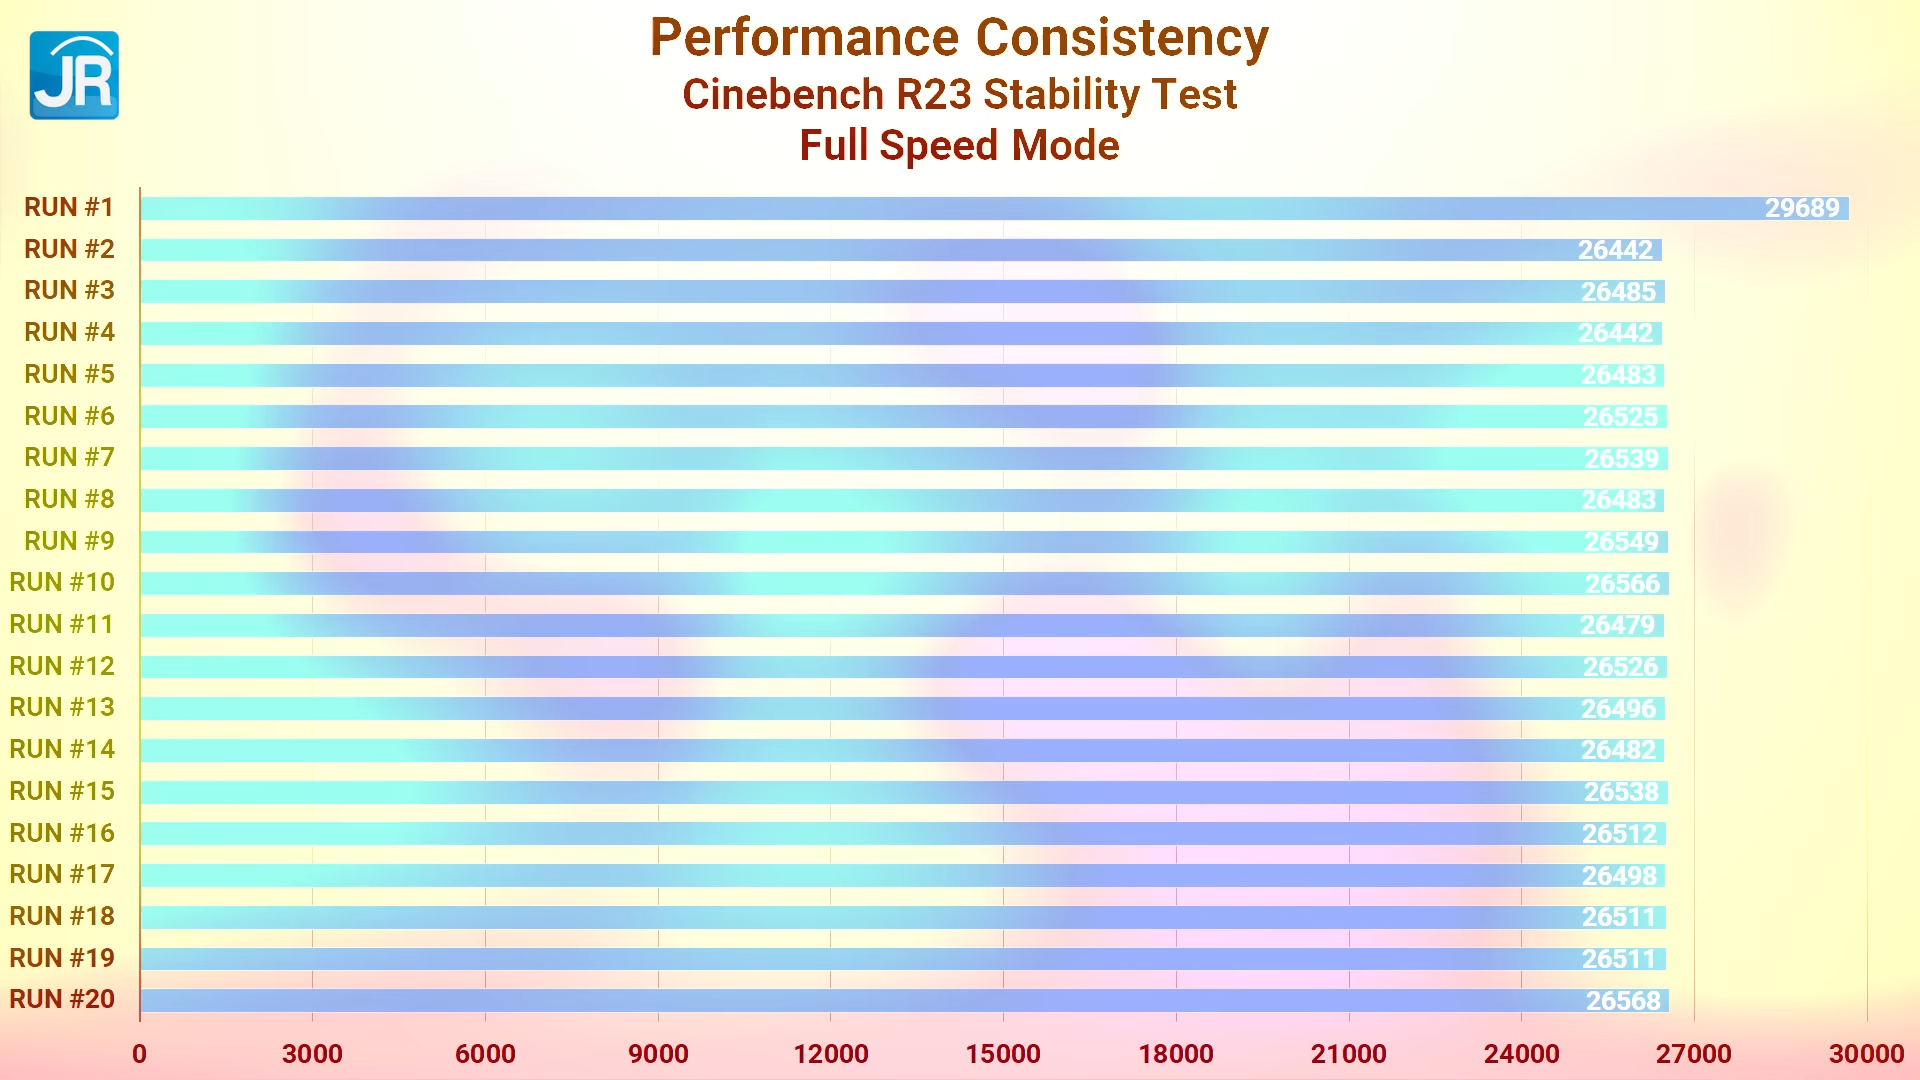 JR
Performance Consistency
Cinebench R23 Stability Test
Full Speed Mode
RUN #1 29689
RUN #2 26442
RUN #3 26485
RUN #4 26442
RUN #5 26483
RUN #6 26525
RUN #7 26539
RUN #8 26483
RUN #9 26549
RUN #10 26566
RUN #11 26479
RUN #12 26526
RUN #13 26496
RUN #14 26482
RUN #15 26538
RUN #16 26512
RUN #17 26498
RUN #18 26511
RUN #19 26511
RUN #20 26568
0 3000 6000 9000 12000 15000 18000 21000 24000 27000 30000